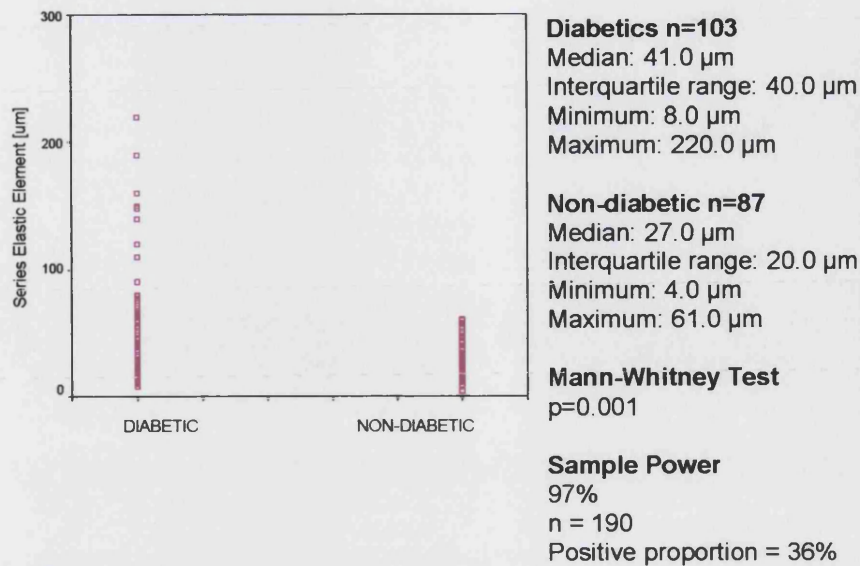 300
200
100
0
Series Elastic Element [um]
DIABETIC
NON-DIABETIC
Diabetics n=103
Median: 41.0 µm
Interquartile range: 40.0 µm
Minimum: 8.0 µm
Maximum: 220.0 µm
Non-diabetic n=87
Median: 27.0 µm
Interquartile range: 20.0 µm
Minimum: 4.0 µm
Maximum: 61.0 µm
Mann-Whitney Test
p=0.001
Sample Power
97%
n = 190
Positive proportion = 36%